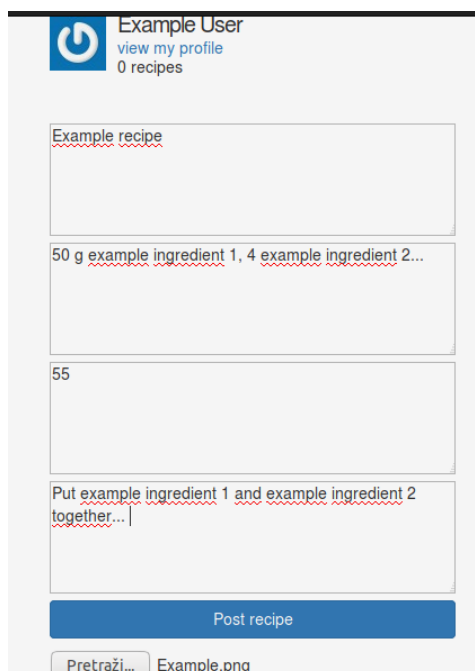 Example User
view my profile
0 recipes
Example recipe
50 g example ingredient 1, 4 example ingredient 2...
55
Put example ingredient 1 and example ingredient 2
together...
Post recipe
Pretraži... Example.png